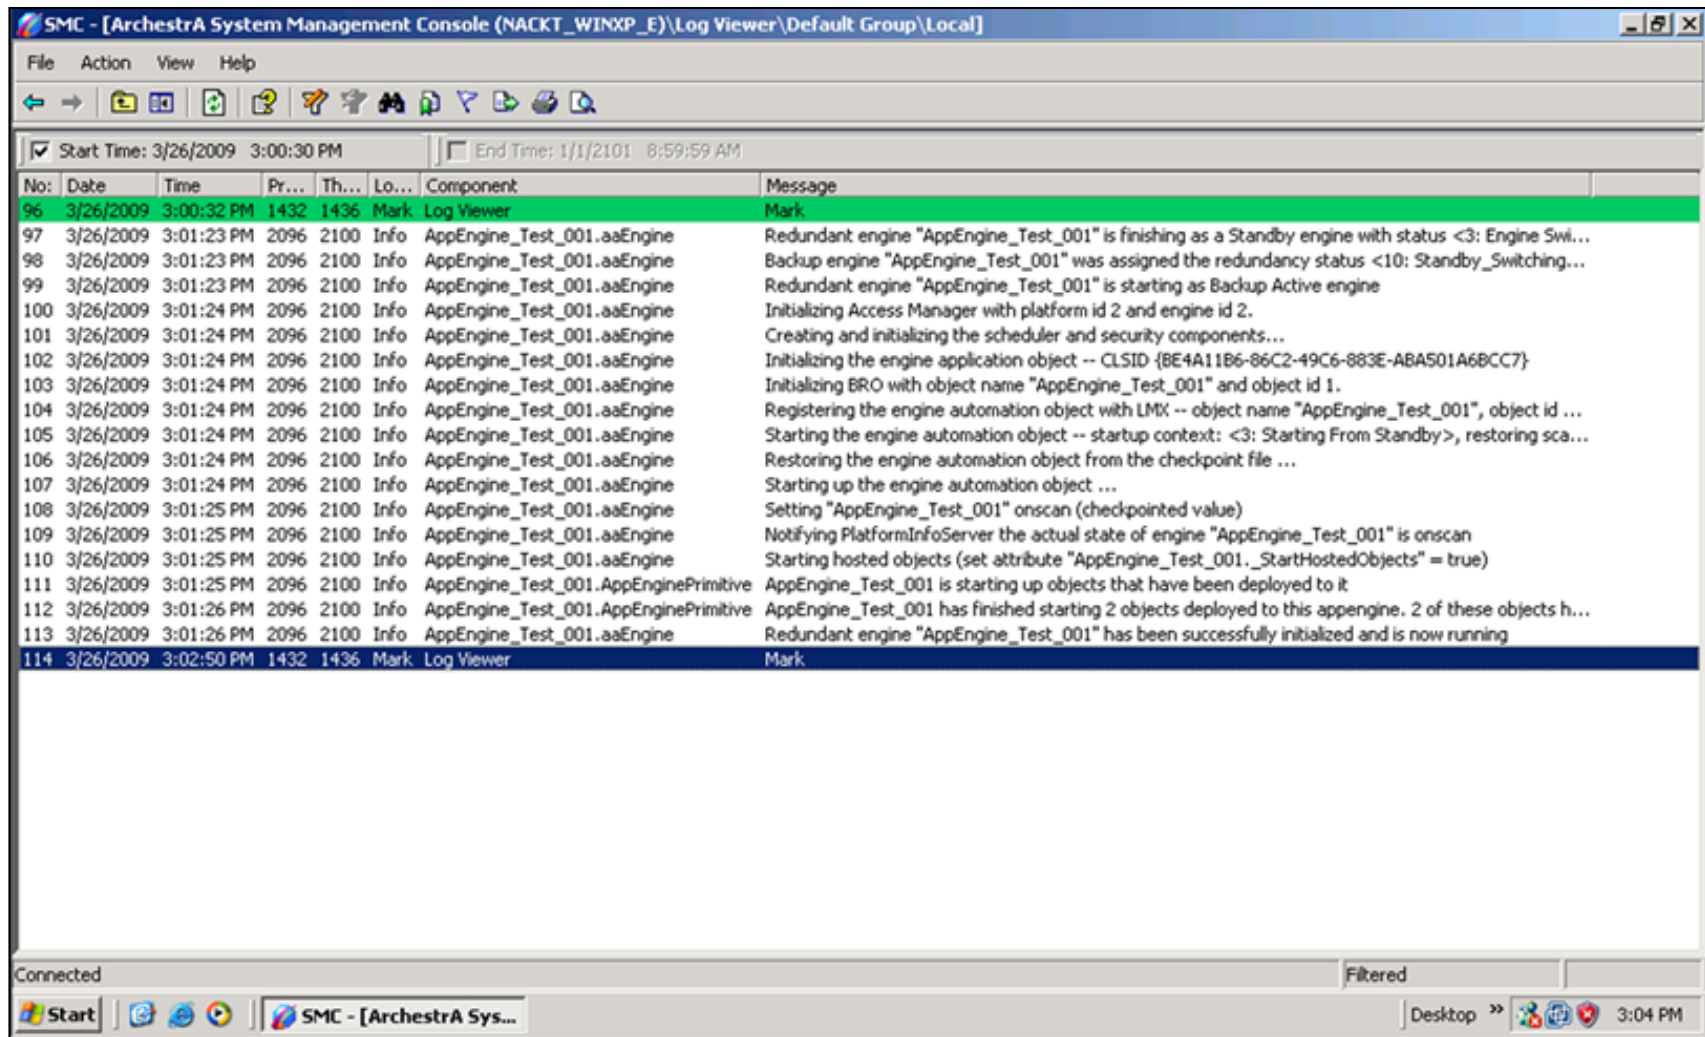 SMC - [ArchestrA System Management Console (NACKT_WINXP_E)\Log Viewer\Default Group\Local]
File Action View Help
Start Time: 3/26/2009 3:00:30 PM End Time: 1/1/2101 8:59:59 AM
No: Date Time Pr... Th... Lo... Component Message
96 3/26/2009 3:00:32 PM 1432 1436 Mark Log Viewer Mark
97 3/26/2009 3:01:23 PM 2096 2100 Info AppEngine_Test_001.aaEngine Redundant engine "AppEngine_Test_001" is finishing as a Standby engine with status <3: Engine Swi...
98 3/26/2009 3:01:23 PM 2096 2100 Info AppEngine_Test_001.aaEngine Backup engine "AppEngine_Test_001" was assigned the redundancy status <10: Standby_Switching...
99 3/26/2009 3:01:23 PM 2096 2100 Info AppEngine_Test_001.aaEngine Redundant engine "AppEngine_Test_001" is starting as Backup Active engine
100 3/26/2009 3:01:24 PM 2096 2100 Info AppEngine_Test_001.aaEngine Initializing Access Manager with platform id 2 and engine id 2.
101 3/26/2009 3:01:24 PM 2096 2100 Info AppEngine_Test_001.aaEngine Creating and initializing the scheduler and security components...
102 3/26/2009 3:01:24 PM 2096 2100 Info AppEngine_Test_001.aaEngine Initializing the engine application object -- CLSID {BE4A11B6-86C2-49C6-883E-ABA501A6BCC7}
103 3/26/2009 3:01:24 PM 2096 2100 Info AppEngine_Test_001.aaEngine Initializing BRO with object name "AppEngine_Test_001" and object id 1.
104 3/26/2009 3:01:24 PM 2096 2100 Info AppEngine_Test_001.aaEngine Registering the engine automation object with LMX -- object name "AppEngine_Test_001", object id ...
105 3/26/2009 3:01:24 PM 2096 2100 Info AppEngine_Test_001.aaEngine Starting the engine automation object -- startup context: <3: Starting From Standby>, restoring sca...
106 3/26/2009 3:01:24 PM 2096 2100 Info AppEngine_Test_001.aaEngine Restoring the engine automation object from the checkpoint file ...
107 3/26/2009 3:01:24 PM 2096 2100 Info AppEngine_Test_001.aaEngine Starting up the engine automation object ...
108 3/26/2009 3:01:25 PM 2096 2100 Info AppEngine_Test_001.aaEngine Setting "AppEngine_Test_001" onscan (checkpointed value)
109 3/26/2009 3:01:25 PM 2096 2100 Info AppEngine_Test_001.aaEngine Notifying PlatformInfoServer the actual state of engine "AppEngine_Test_001" is onscan
110 3/26/2009 3:01:25 PM 2096 2100 Info AppEngine_Test_001.aaEngine Starting hosted objects (set attribute "AppEngine_Test_001._StartHostedObjects" = true)
111 3/26/2009 3:01:25 PM 2096 2100 Info AppEngine_Test_001.AppEnginePrimitive AppEngine_Test_001 is starting up objects that have been deployed to it
112 3/26/2009 3:01:26 PM 2096 2100 Info AppEngine_Test_001.AppEnginePrimitive AppEngine_Test_001 has finished starting 2 objects deployed to this appengine. 2 of these objects h...
113 3/26/2009 3:01:26 PM 2096 2100 Info AppEngine_Test_001.aaEngine Redundant engine "AppEngine_Test_001" has been successfully initialized and is now running
114 3/26/2009 3:02:50 PM 1432 1436 Mark Log Viewer Mark
Connected Filtered
Start SMC - [ArchestrA Sys... Desktop » 3:04 PM